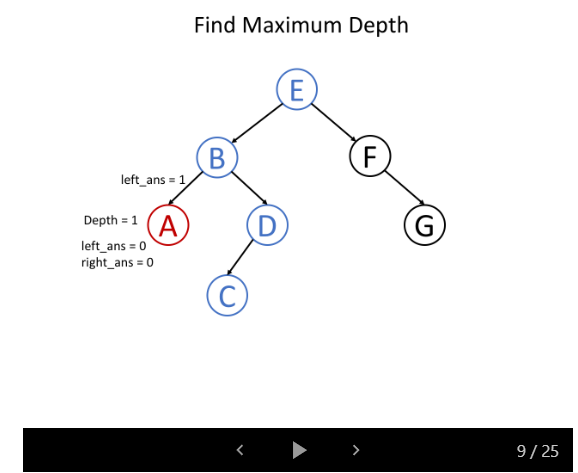 Find Maximum Depth
E
B
F
left_ans = 1
Depth = 1
A
D
G
left_ans = 0
right_ans = 0
C
9 / 25